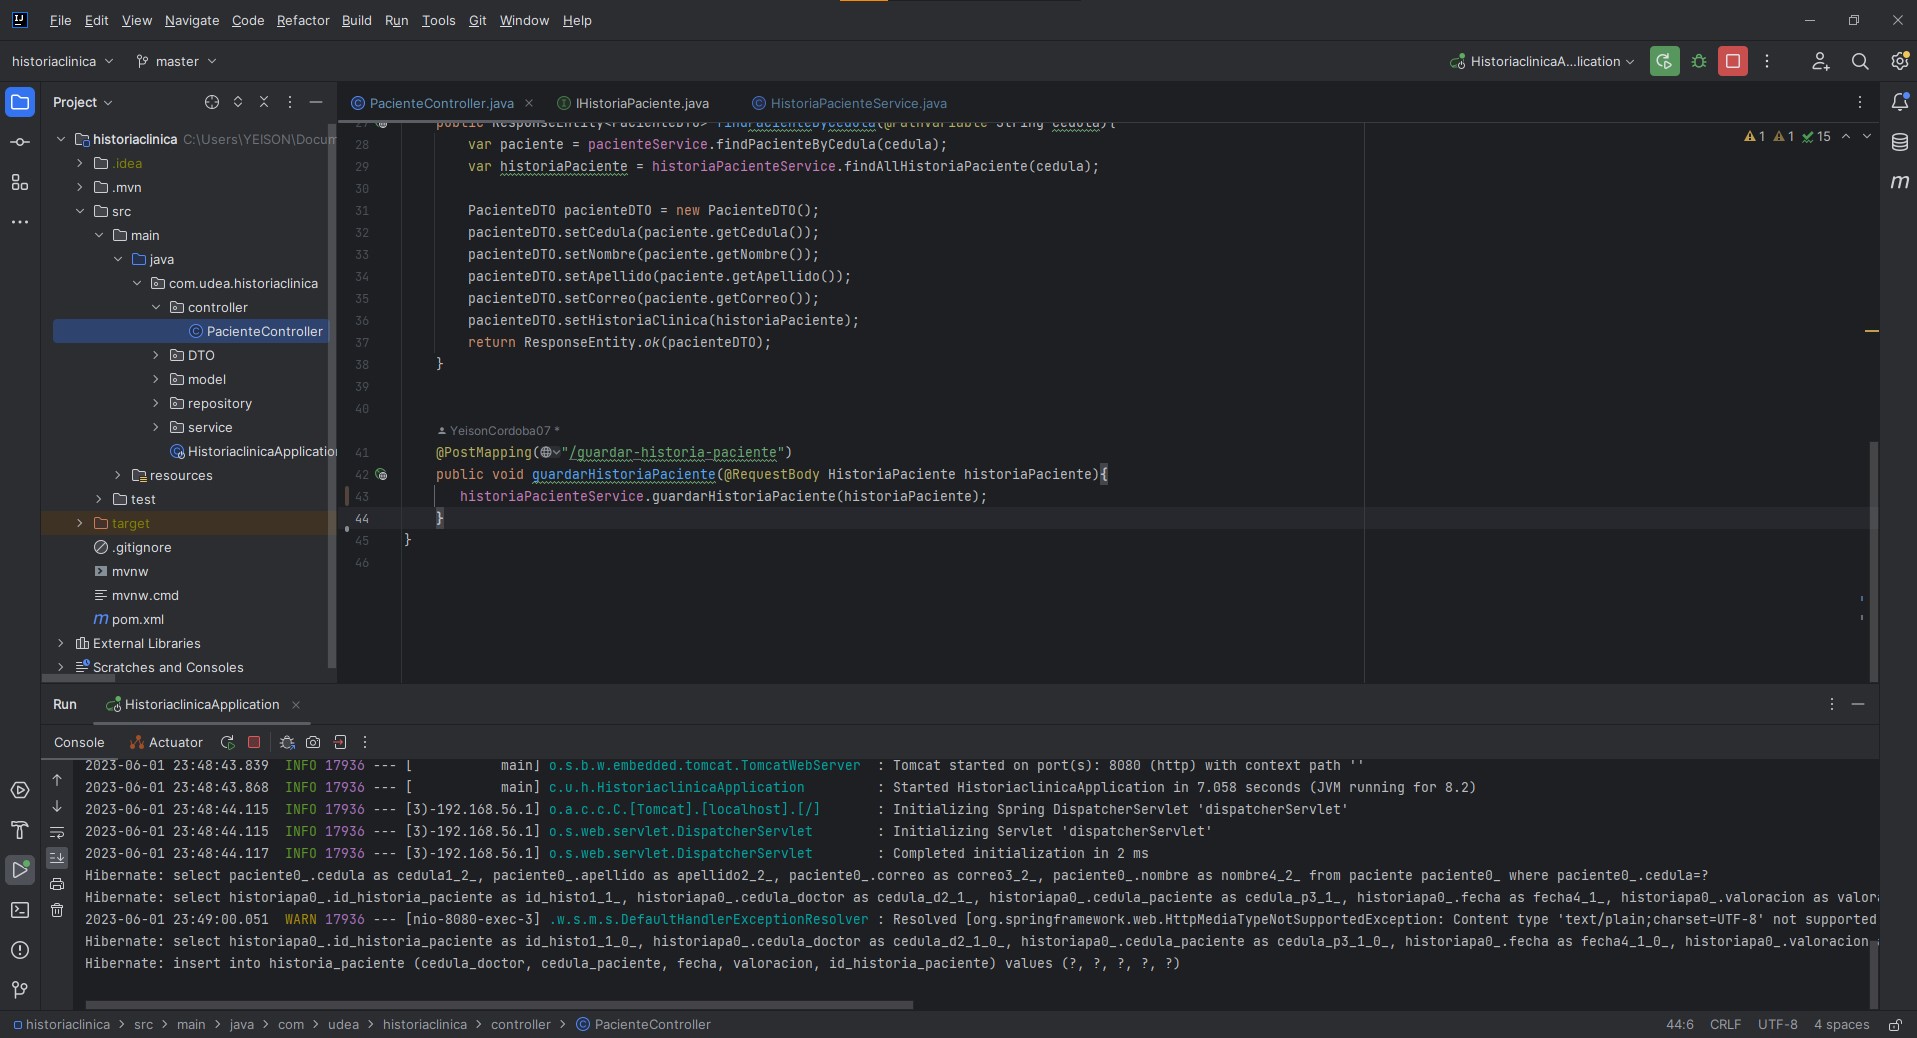 File Edit View Navigate Code Refactor Build Run Tools Git Window Help
historiaclinica master HistoriaclinicaA...lication
Project
PacienteController.java IHistoriaPaciente.java HistoriaPacienteService.java
historiaclinica C:\Users\YEISON\Docum
.idea
.mvn
src
main
java
com.udea.historiaclinica
controller
PacienteController
DTO
model
repository
service
HistoriaclinicaApplicatio
resources
test
target
.gitignore
mvnw
mvnw.cmd
pom.xml
External Libraries
Scratches and Consoles
1 1 15
27 public ResponseEntity<PacienteDTO> findPacienteByCedula(@PathVariable String cedula){
28 var paciente = pacienteService.findPacienteByCedula(cedula);
29 var historiaPaciente = historiaPacienteService.findAllHistoriaPaciente(cedula);
30
31 PacienteDTO pacienteDTO = new PacienteDTO();
32 pacienteDTO.setCedula(paciente.getCedula());
33 pacienteDTO.setNombre(paciente.getNombre());
34 pacienteDTO.setApellido(paciente.getApellido());
35 pacienteDTO.setCorreo(paciente.getCorreo());
36 pacienteDTO.setHistoriaClinica(historiaPaciente);
37 return ResponseEntity.ok(pacienteDTO);
38 }
39
40
YeisonCordoba07 *
41 @PostMapping("/guardar-historia-paciente")
42 public void guardarHistoriaPaciente(@RequestBody HistoriaPaciente historiaPaciente){
43 historiaPacienteService.guardarHistoriaPaciente(historiaPaciente);
44 }
45 }
46
Run HistoriaclinicaApplication
Console Actuator
2023-06-01 23:48:43.839 INFO 17936 --- [ main] o.s.b.w.embedded.tomcat.TomcatWebServer : Tomcat started on port(s): 8080 (http) with context path ''
2023-06-01 23:48:43.868 INFO 17936 --- [ main] c.u.h.HistoriaclinicaApplication : Started HistoriaclinicaApplication in 7.058 seconds (JVM running for 8.2)
2023-06-01 23:48:44.115 INFO 17936 --- [3)-192.168.56.1] o.a.c.c.C.[Tomcat].[localhost].[/] : Initializing Spring DispatcherServlet 'dispatcherServlet'
2023-06-01 23:48:44.115 INFO 17936 --- [3)-192.168.56.1] o.s.web.servlet.DispatcherServlet : Initializing Servlet 'dispatcherServlet'
2023-06-01 23:48:44.117 INFO 17936 --- [3)-192.168.56.1] o.s.web.servlet.DispatcherServlet : Completed initialization in 2 ms
Hibernate: select paciente0_.cedula as cedula1_2_, paciente0_.apellido as apellido2_2_, paciente0_.correo as correo3_2_, paciente0_.nombre as nombre4_2_ from paciente paciente0_ where paciente0_.cedula=?
Hibernate: select historiapa0_.id_historia_paciente as id_histo1_1_, historiapa0_.cedula_doctor as cedula_d2_1_, historiapa0_.cedula_paciente as cedula_p3_1_, historiapa0_.fecha as fecha4_1_, historiapa0_.valoracion as valora
2023-06-01 23:49:00.051 WARN 17936 --- [nio-8080-exec-3] .w.s.m.s.DefaultHandlerExceptionResolver : Resolved [org.springframework.web.HttpMediaTypeNotSupportedException: Content type 'text/plain;charset=UTF-8' not supported
Hibernate: select historiapa0_.id_historia_paciente as id_histo1_1_0_, historiapa0_.cedula_doctor as cedula_d2_1_0_, historiapa0_.cedula_paciente as cedula_p3_1_0_, historiapa0_.fecha as fecha4_1_0_, historiapa0_.valoracion
Hibernate: insert into historia_paciente (cedula_doctor, cedula_paciente, fecha, valoracion, id_historia_paciente) values (?, ?, ?, ?, ?)
historiaclinica > src > main > java > com > udea > historiaclinica > controller > PacienteController 44:6 CRLF UTF-8 4 spaces